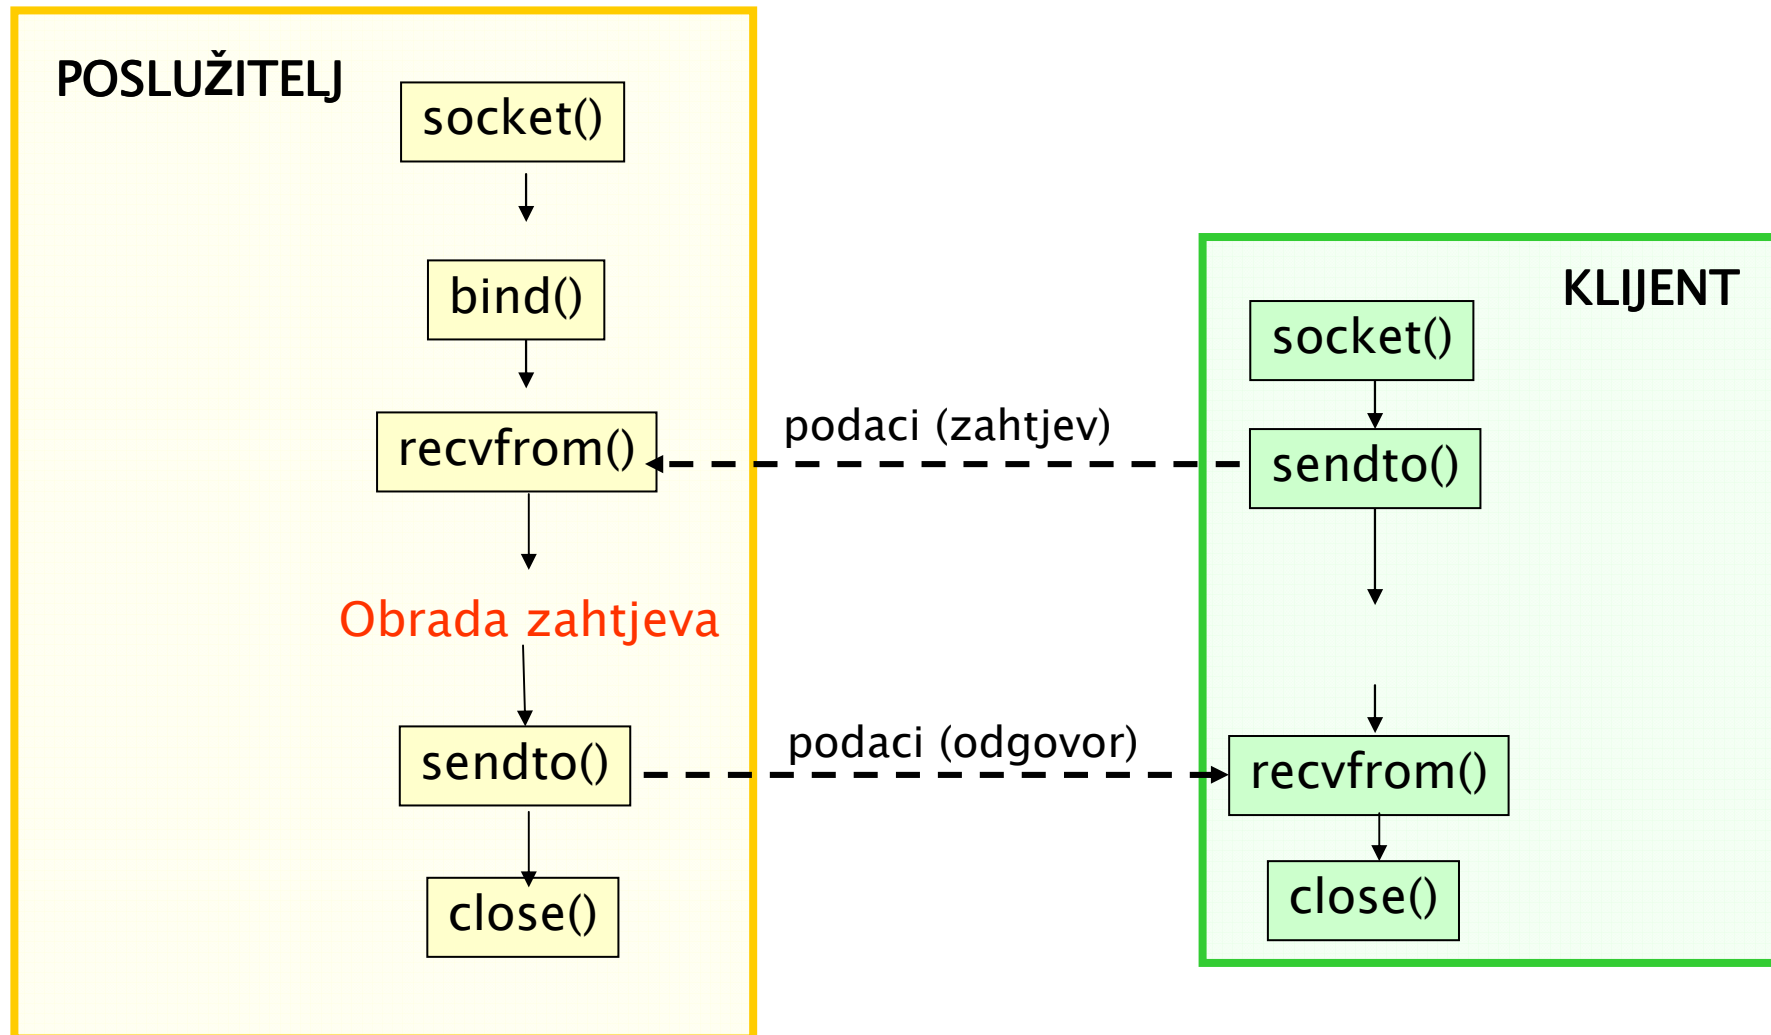 POSLUŽITELJ
socket()
bind()
recvfrom()
Obrada zahtjeva
sendto()
close()
podaci (zahtjev)
podaci (odgovor)
KLIJENT
socket()
sendto()
recvfrom()
close()